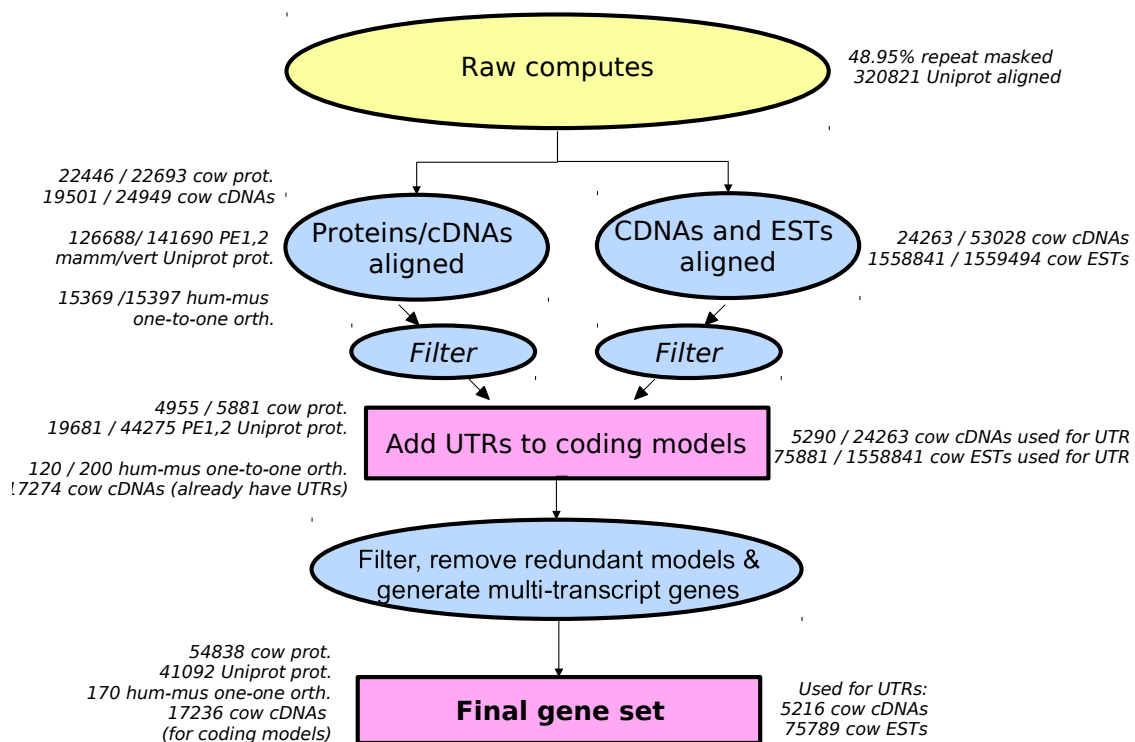 Raw computes
48.95% repeat masked
320821 Uniprot aligned
22446 / 22693 cow prot.
19501 / 24949 cow cDNAs
126688/ 141690 PE1,2
mamm/vert Uniprot prot.
15369 /15397 hum-mus
one-to-one orth.
Proteins/cDNAs
aligned
CDNAs and ESTs
aligned
24263 / 53028 cow cDNAs
1558841 / 1559494 cow ESTs
Filter
Filter
4955 / 5881 cow prot.
19681 / 44275 PE1,2 Uniprot prot.
120 / 200 hum-mus one-to-one orth.
17274 cow cDNAs (already have UTRs)
Add UTRs to coding models
5290 / 24263 cow cDNAs used for UTR
75881 / 1558841 cow ESTs used for UTR
Filter, remove redundant models &
generate multi-transcript genes
54838 cow prot.
41092 Uniprot prot.
170 hum-mus one-one orth.
17236 cow cDNAs
(for coding models)
Final gene set
Used for UTRs:
5216 cow cDNAs
75789 cow ESTs